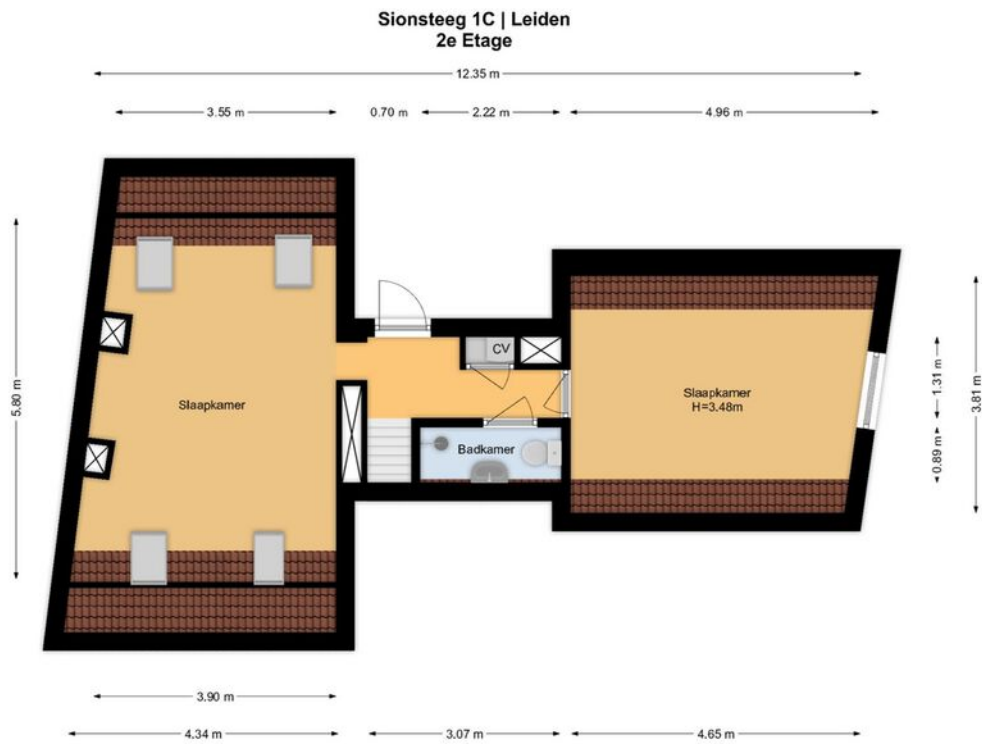 Sionsteeg 1C | Leiden
2e Etage
12.35 m
3.55 m
0.70 m
2.22 m
4.96 m
CV
Slaapkamer
Slaapkamer
H=3.48m
Badkamer
5.80 m
1.31 m
0.89 m
3.81 m
3.90 m
4.34 m
3.07 m
4.65 m